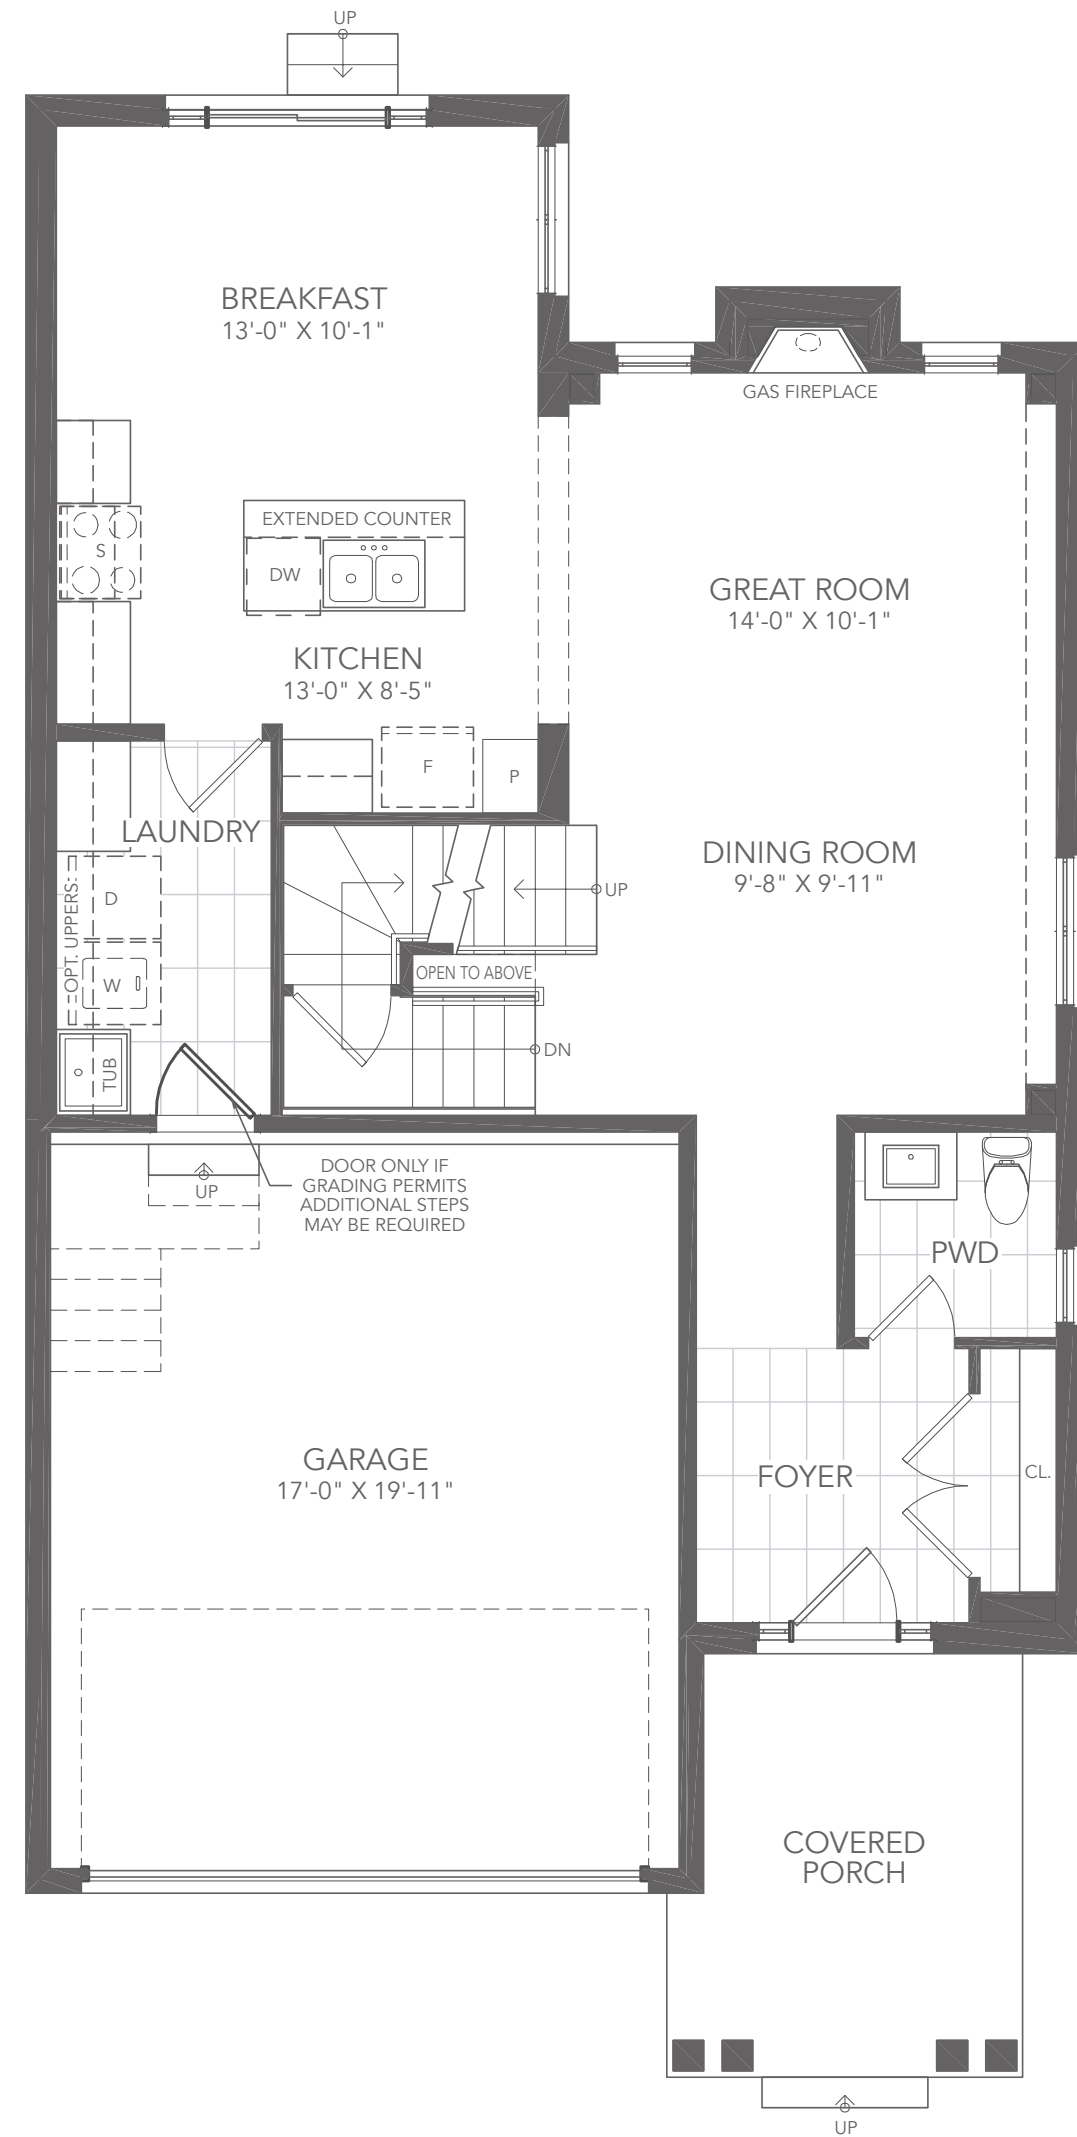 UP
BREAKFAST
13'-0" X 10'-1"
GAS FIREPLACE
EXTENDED COUNTER
S
DW
GREAT ROOM
14'-0" X 10'-1"
KITCHEN
13'-0" X 8'-5"
F
P
LAUNDRY
DINING ROOM
9'-8" X 9'-11"
UP
D
OPT. UPPERS
W
OPEN TO ABOVE
DN
TUB
DOOR ONLY IF
GRADING PERMITS
ADDITIONAL STEPS
MAY BE REQUIRED
UP
PWD
GARAGE
17'-0" X 19'-11"
FOYER
CL.
COVERED
PORCH
UP